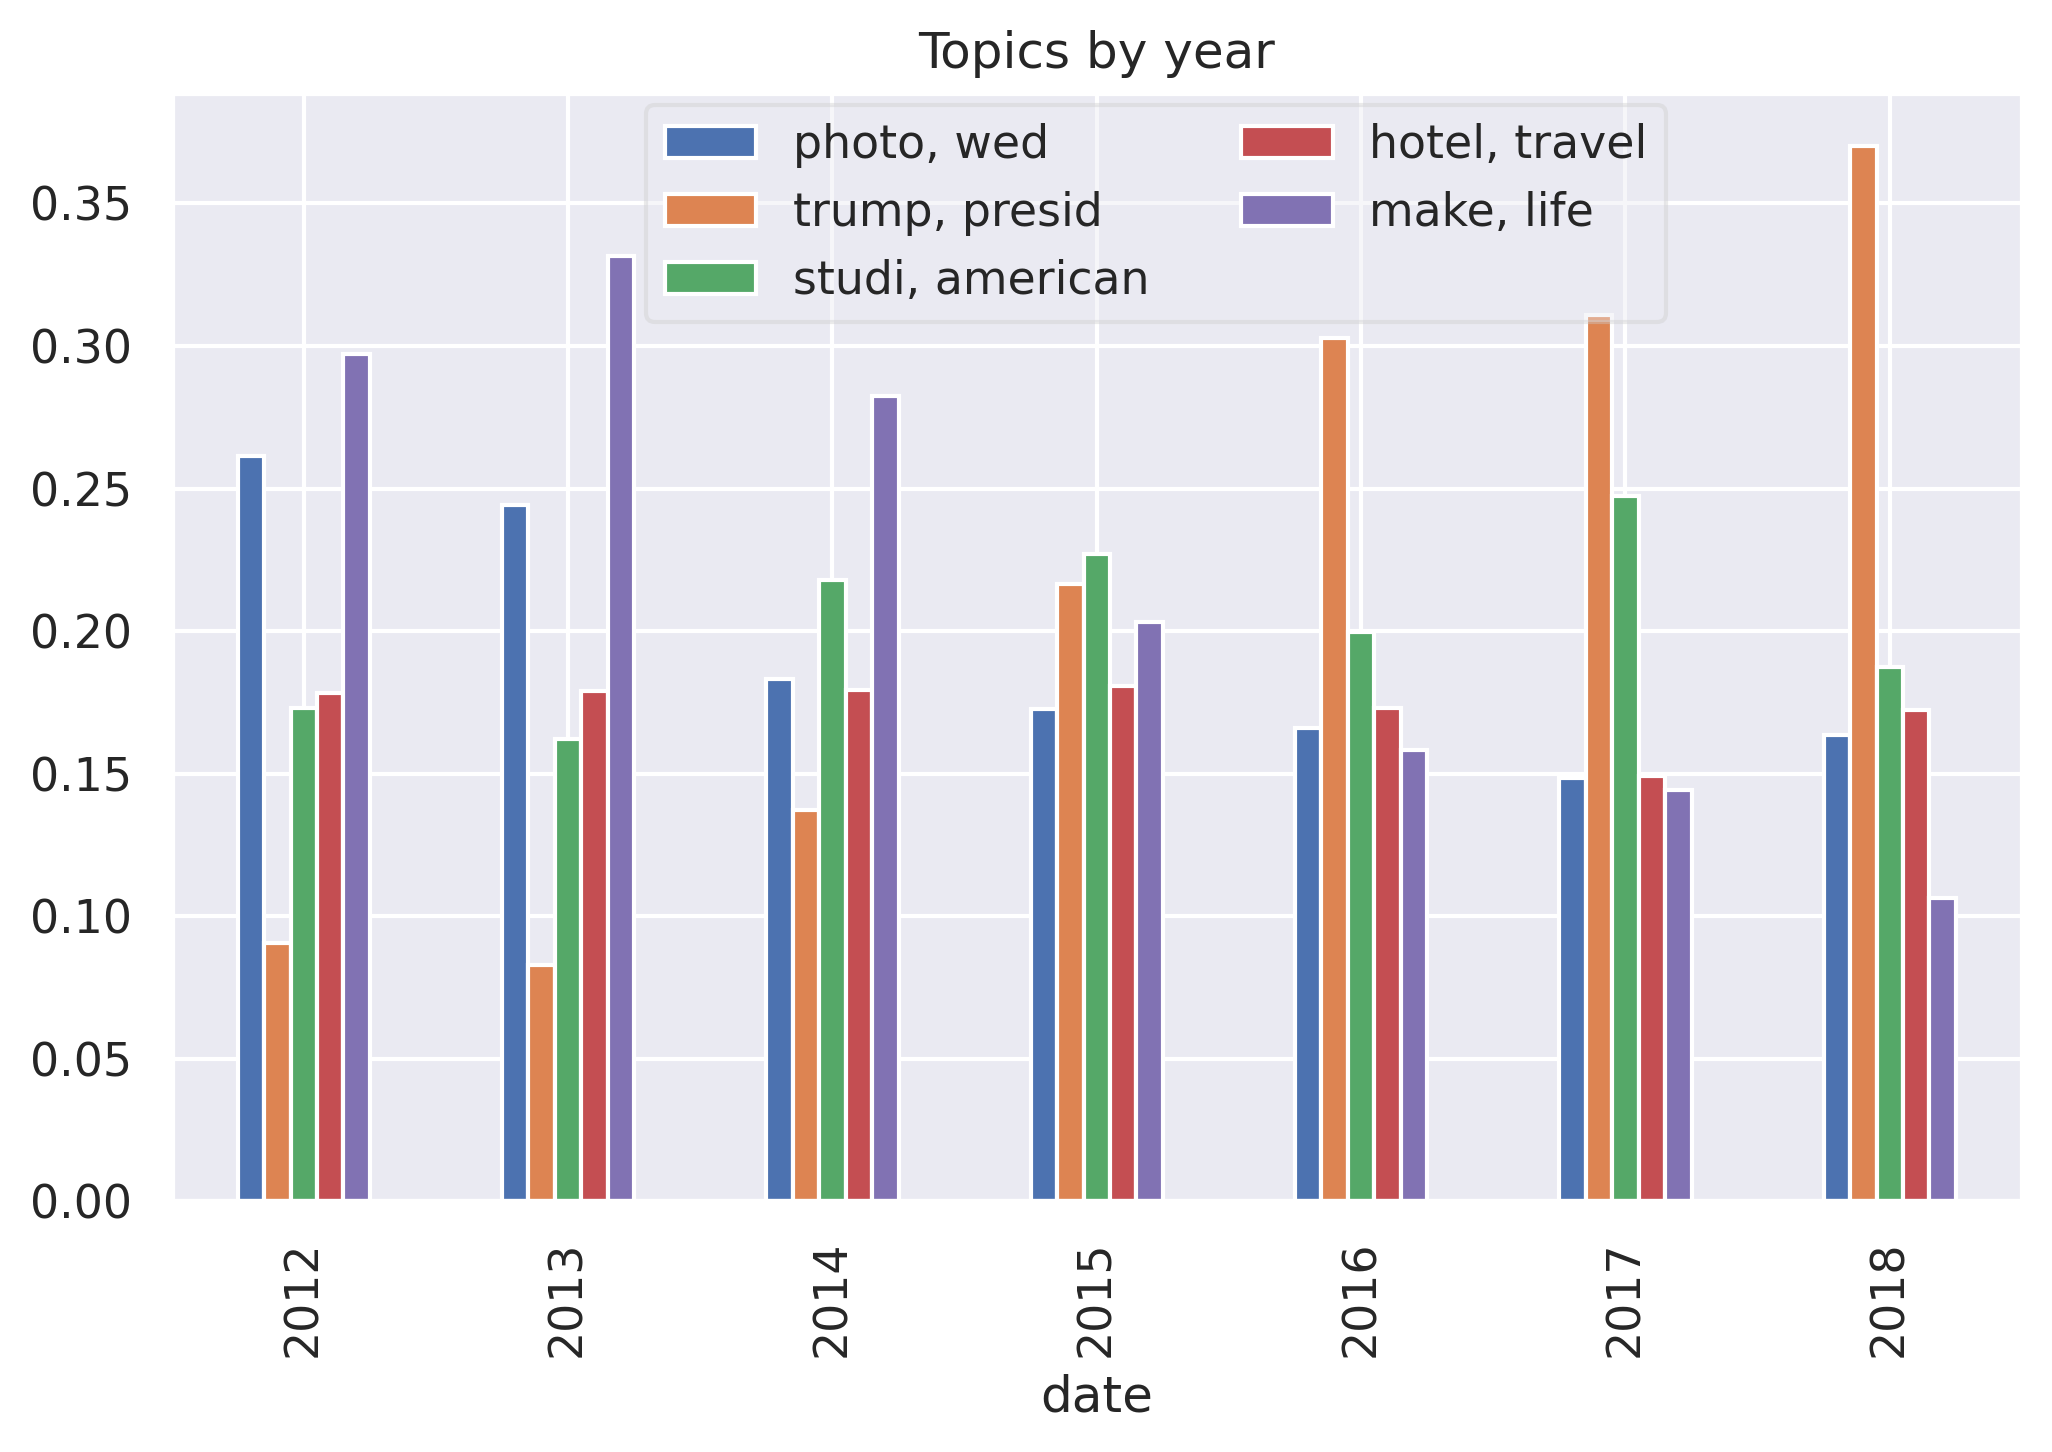 Topics by year
photo, wed
trump, presid
studi, american
hotel, travel
make, life
0.35
0.30
0.25
0.20
0.15
0.10
0.05
0.00
2012
2013
2014
2015
2016
2017
2018
date